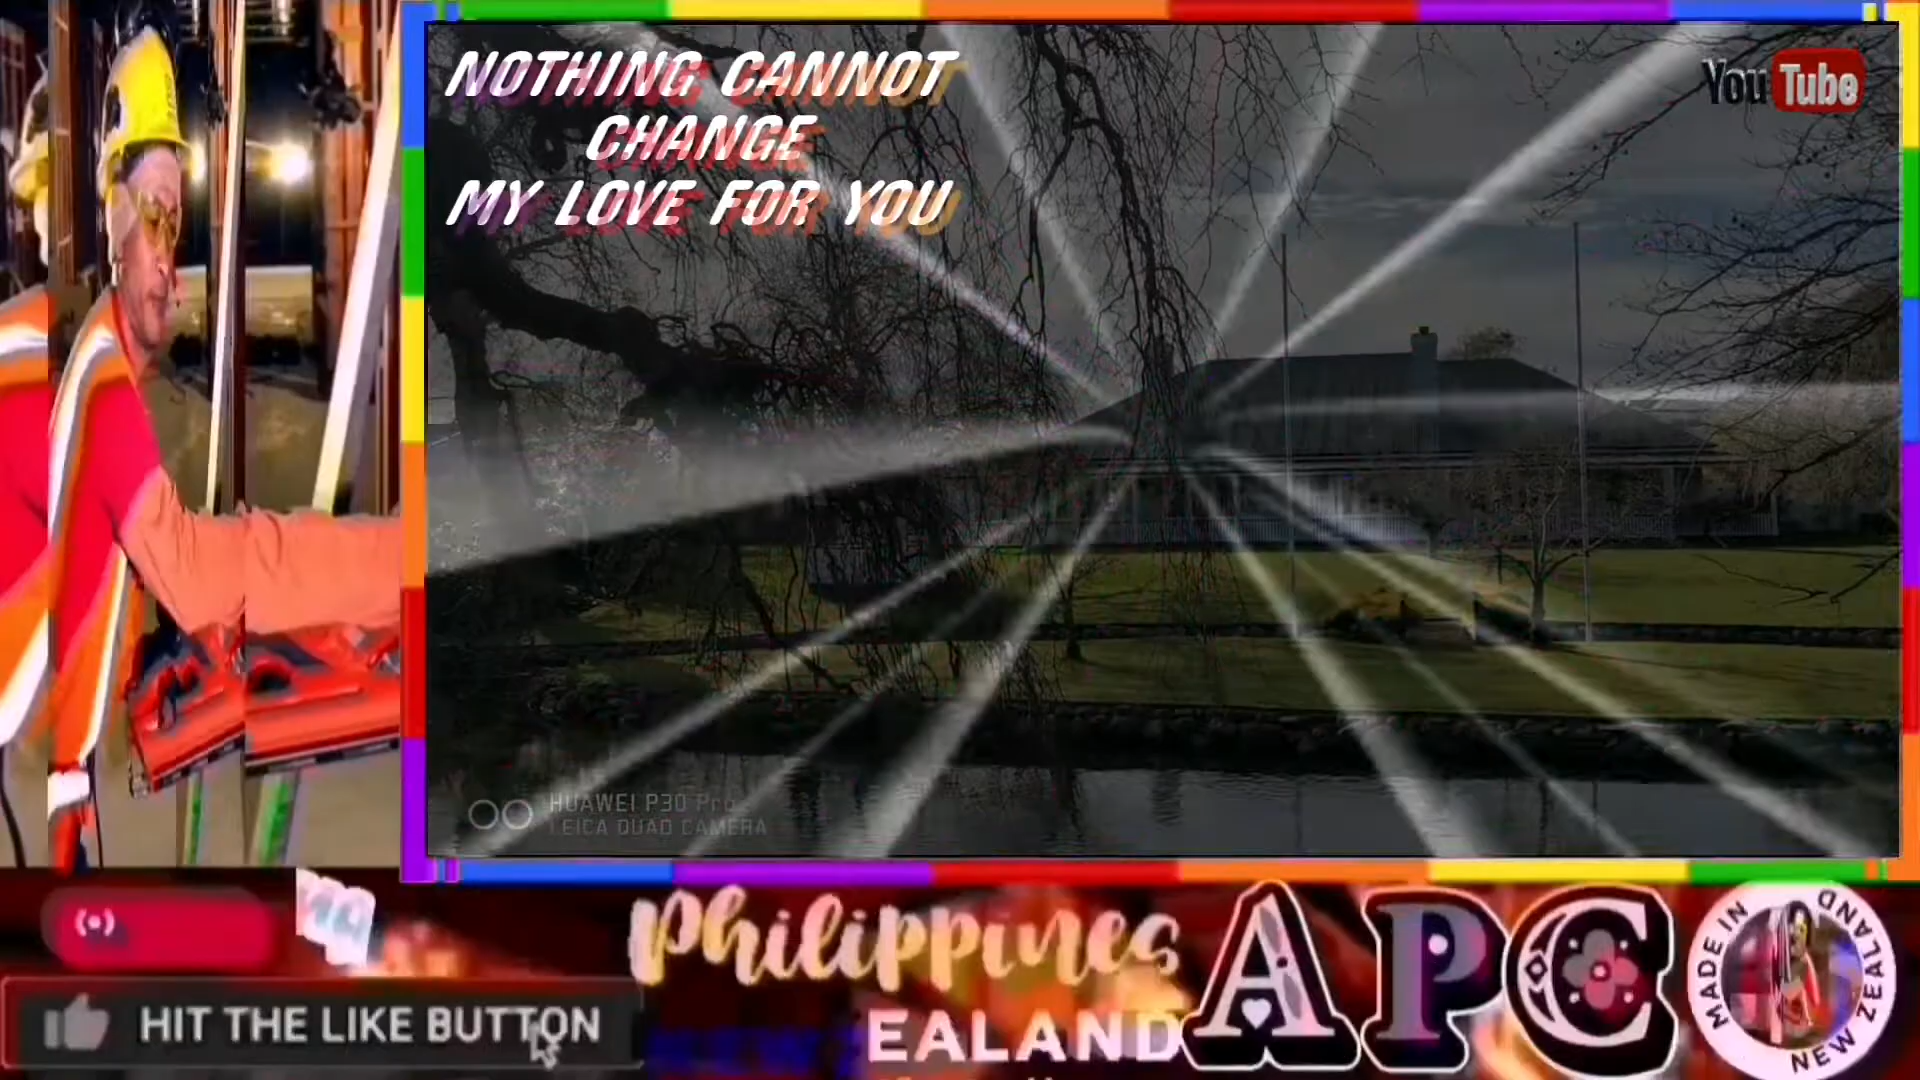 NOTHING CANNOT
CHANGE
MY LOVE FOR YOU
YouTube
HUAWEI P30 Pro
LEICA QUAD CAMERA
HIT THE LIKE BUTTON
Philippines
EALAND
APC
MADE IN
NEW ZEALAND